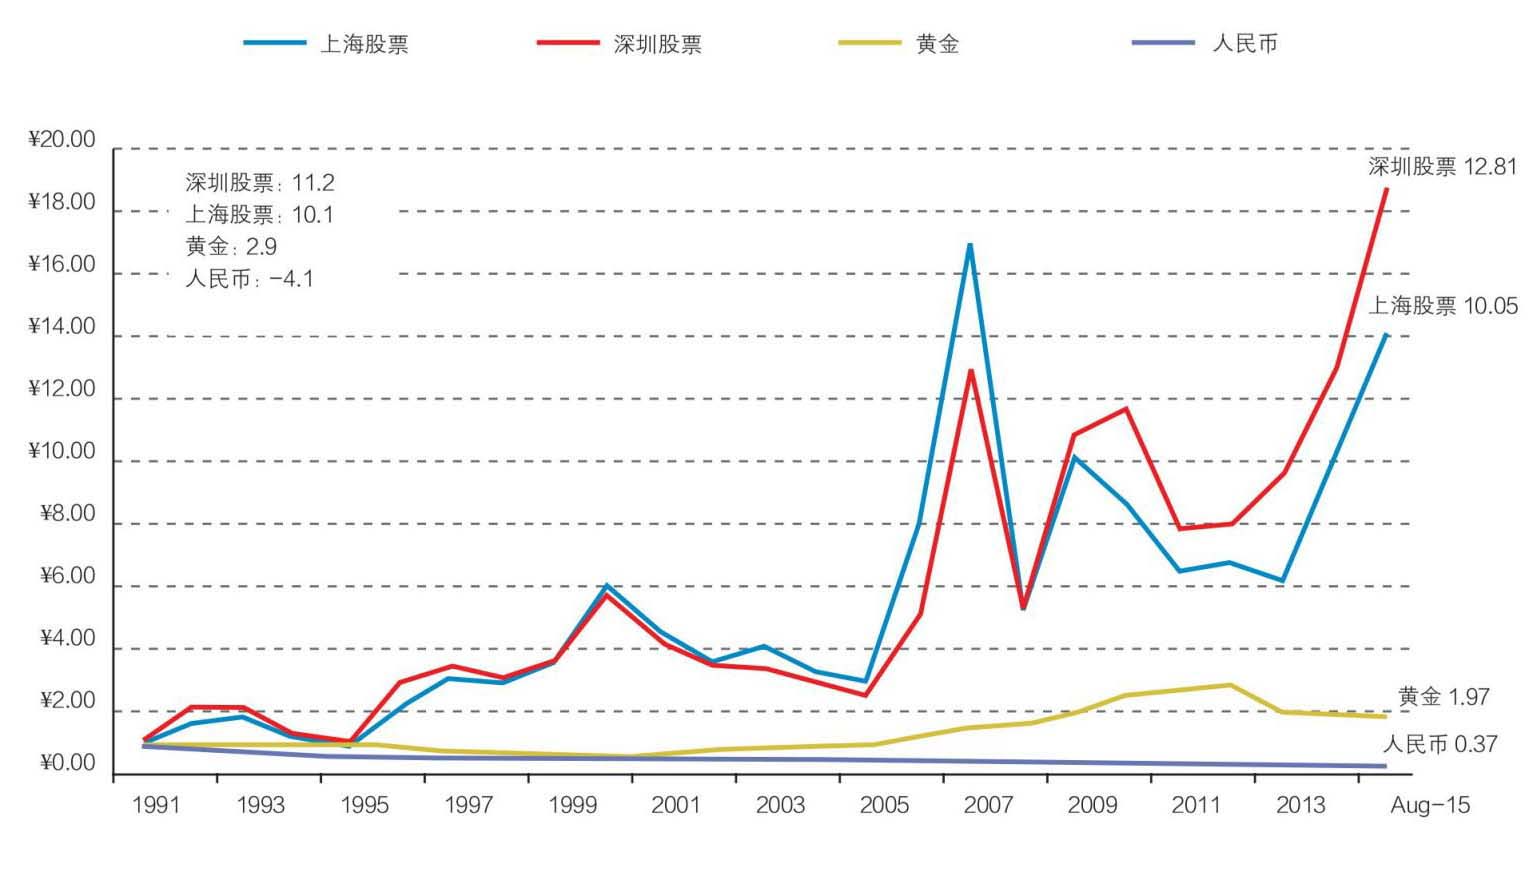 上海股票
深圳股票
黄金
人民币
¥20.00
¥18.00
¥16.00
¥14.00
¥12.00
¥10.00
¥8.00
¥6.00
¥4.00
¥2.00
¥0.00
深圳股票: 11.2
上海股票: 10.1
黄金: 2.9
人民币: -4.1
深圳股票 12.81
上海股票 10.05
黄金 1.97
人民币 0.37
1991
1993
1995
1997
1999
2001
2003
2005
2007
2009
2011
2013
Aug-15